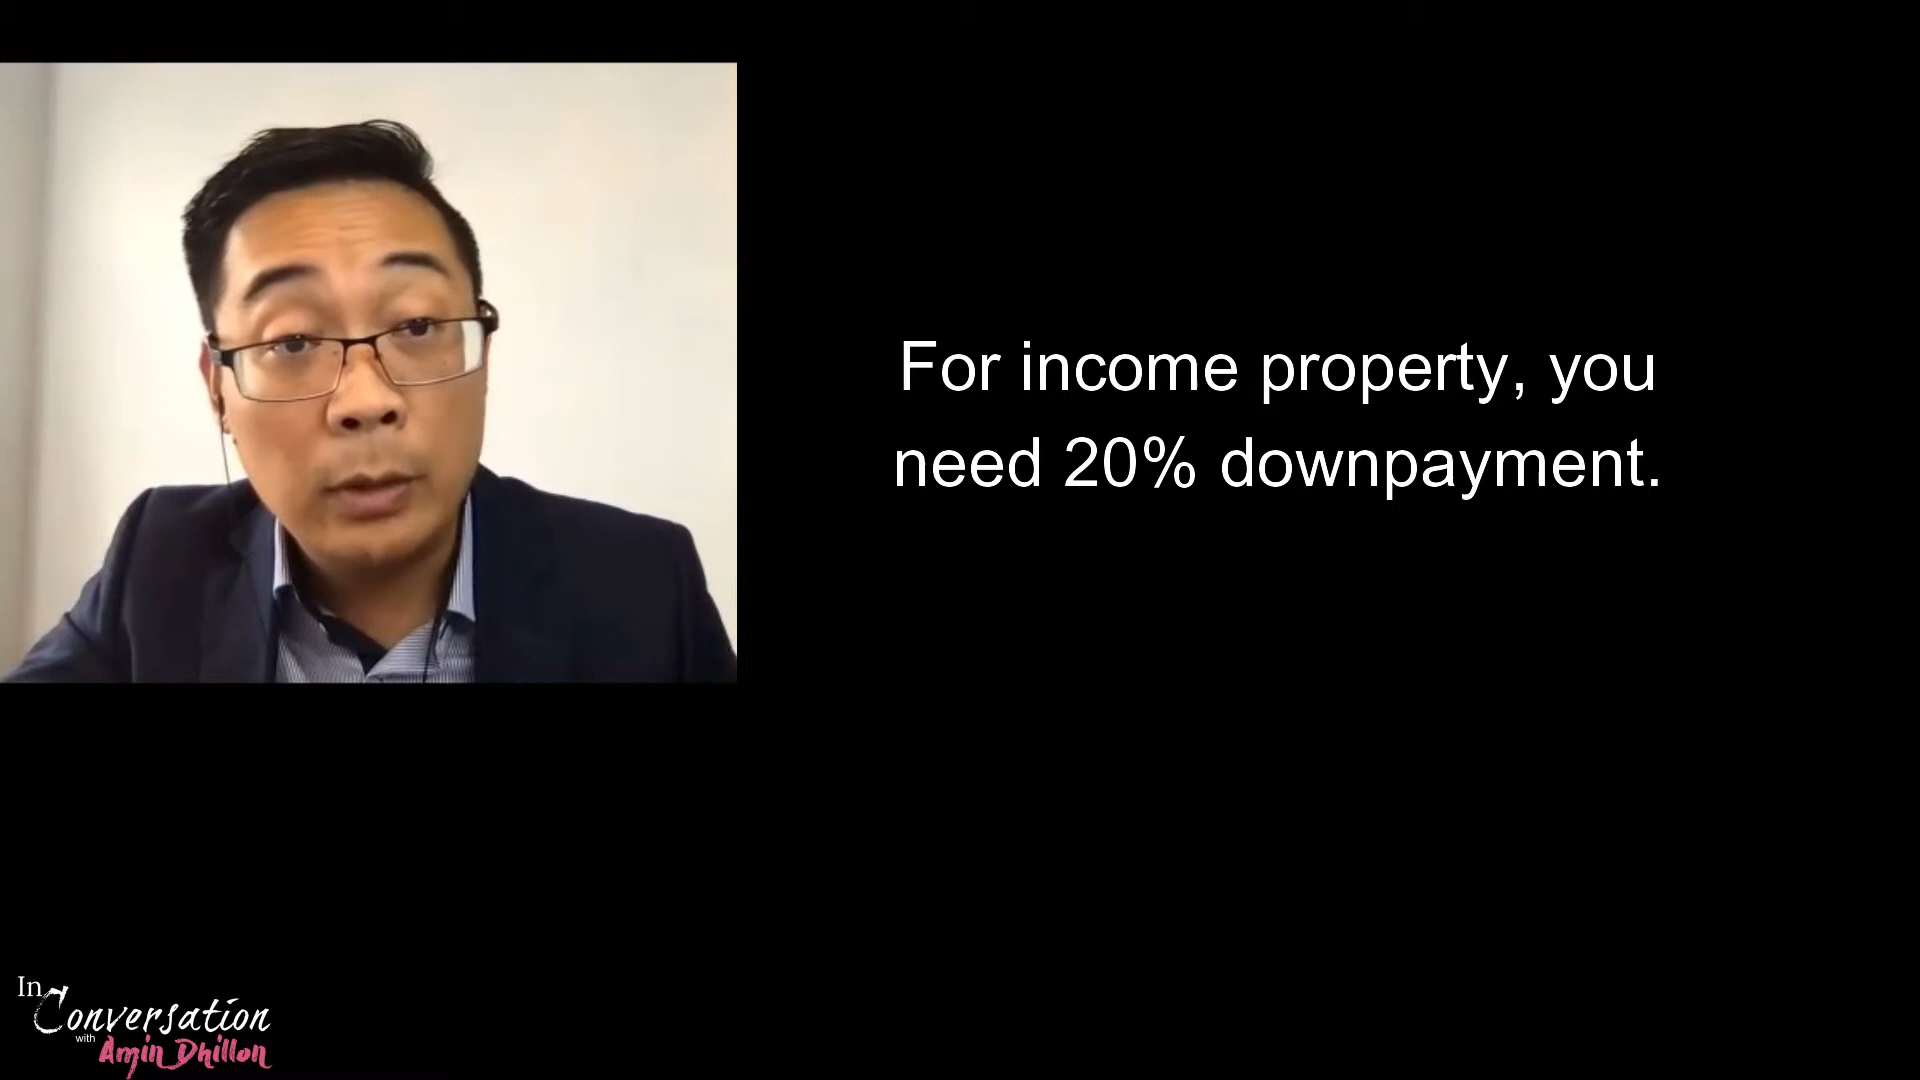 For income property, you
need 20% downpayment.
In
Conversation
with
Amin Dhillon